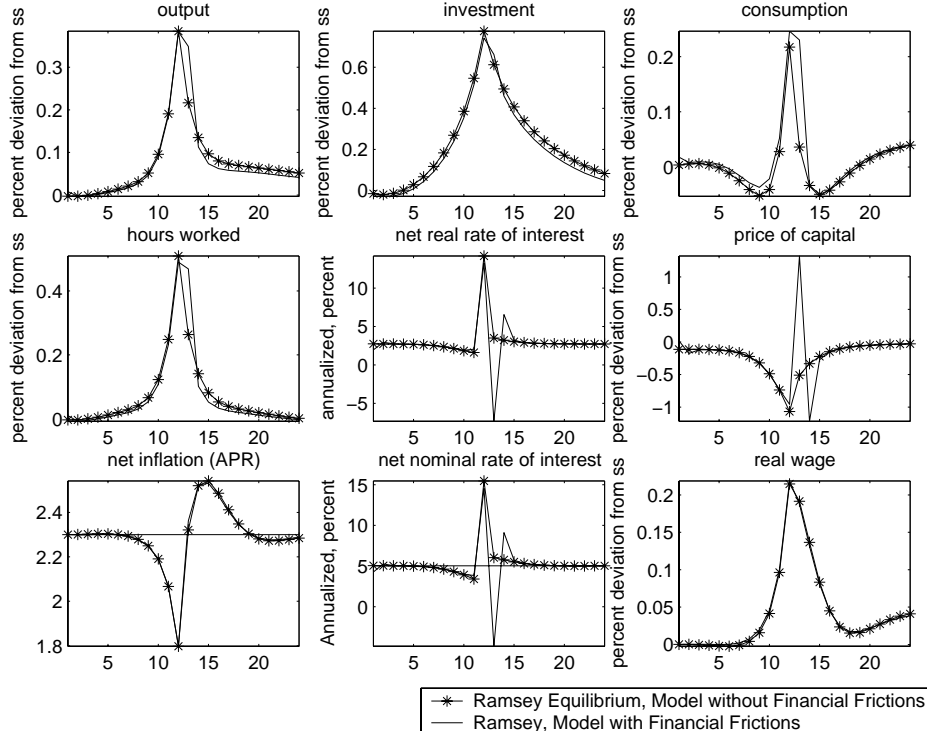 output
percent deviation from ss
0.3
0.2
0.1
0
5 10 15 20
investment
percent deviation from ss
0.6
0.4
0.2
0
5 10 15 20
consumption
percent deviation from ss
0.2
0.1
0
5 10 15 20
hours worked
percent deviation from ss
0.4
0.2
0
5 10 15 20
net real rate of interest
annualized, percent
10
5
0
−5
5 10 15 20
price of capital
percent deviation from ss
1
0.5
0
−0.5
−1
5 10 15 20
net inflation (APR)
2.4
2.2
2
1.8
5 10 15 20
net nominal rate of interest
Annualized, percent
15
10
5
0
5 10 15 20
real wage
percent deviation from ss
0.2
0.15
0.1
0.05
0
5 10 15 20
Ramsey Equilibrium, Model without Financial Frictions
Ramsey, Model with Financial Frictions